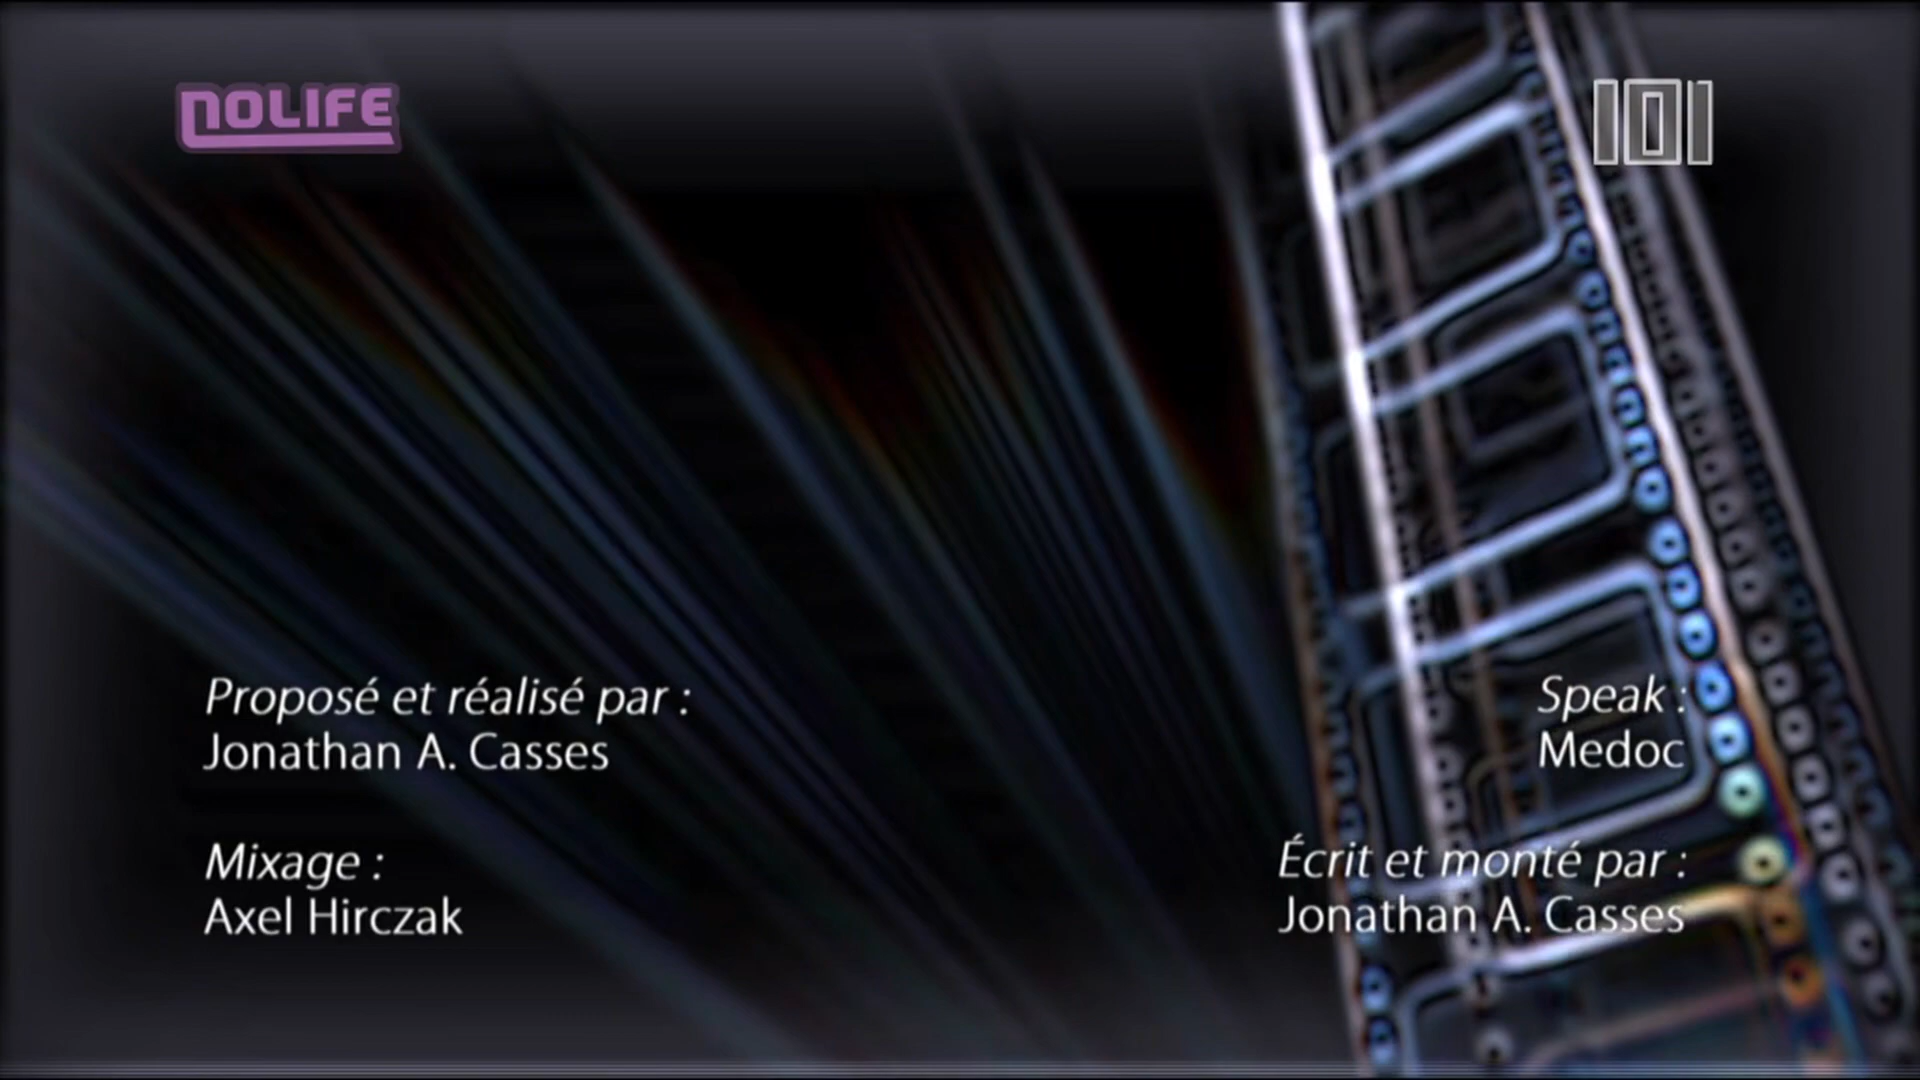 NOLIFE
101
Proposé et réalisé par :
Jonathan A. Casses
Speak :
Medoc
Mixage :
Axel Hirczak
Écrit et monté par :
Jonathan A. Casses